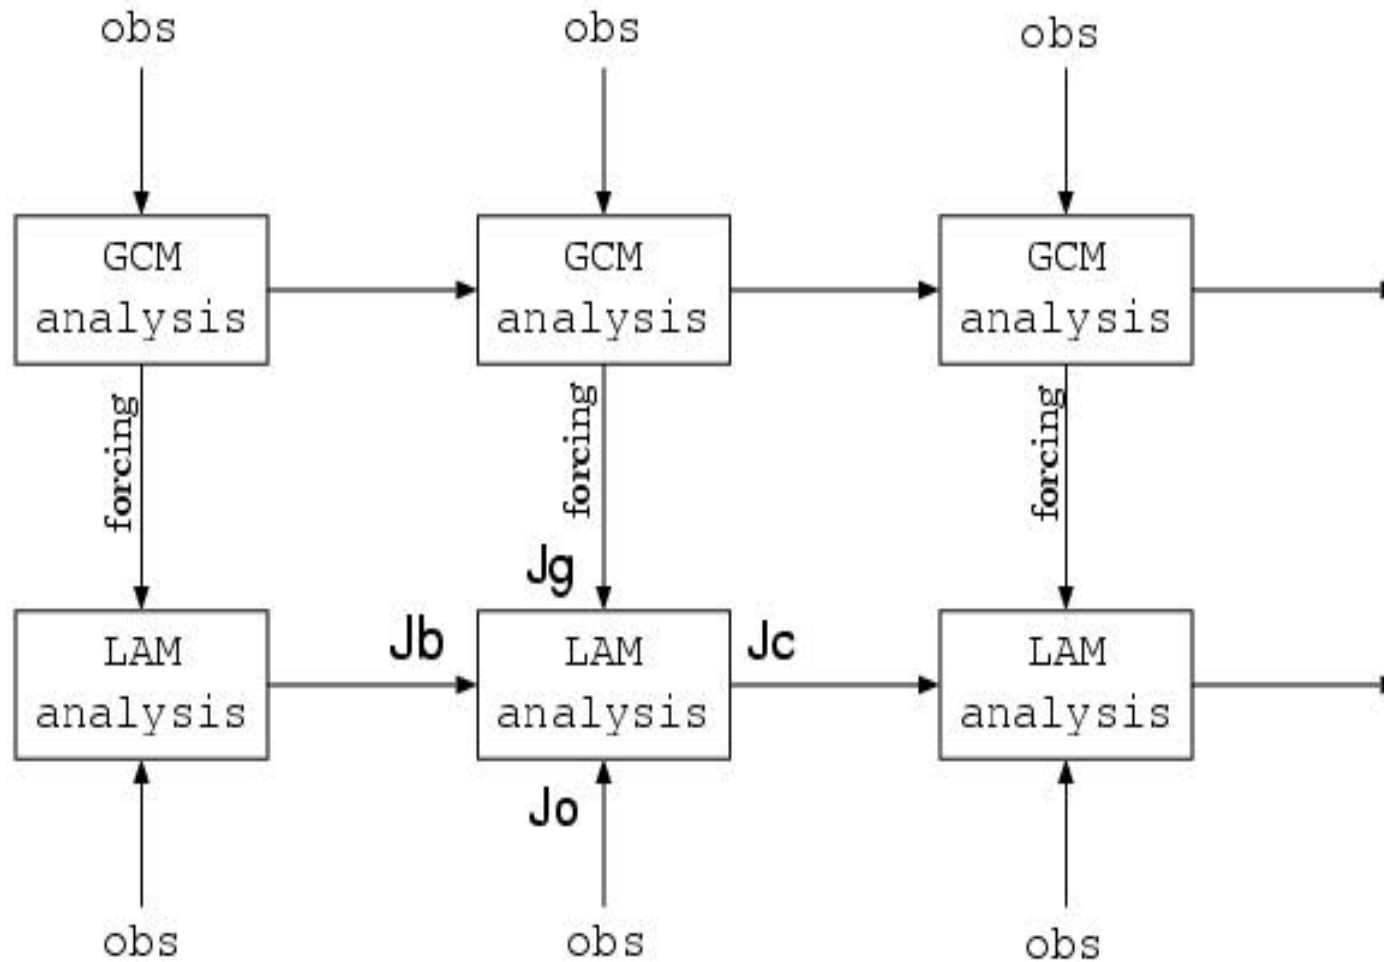 obs
obs
obs
GCM
analysis
GCM
analysis
GCM
analysis
forcing
forcing
forcing
Jg
LAM
analysis
Jb
LAM
analysis
Jc
LAM
analysis
Jo
obs
obs
obs